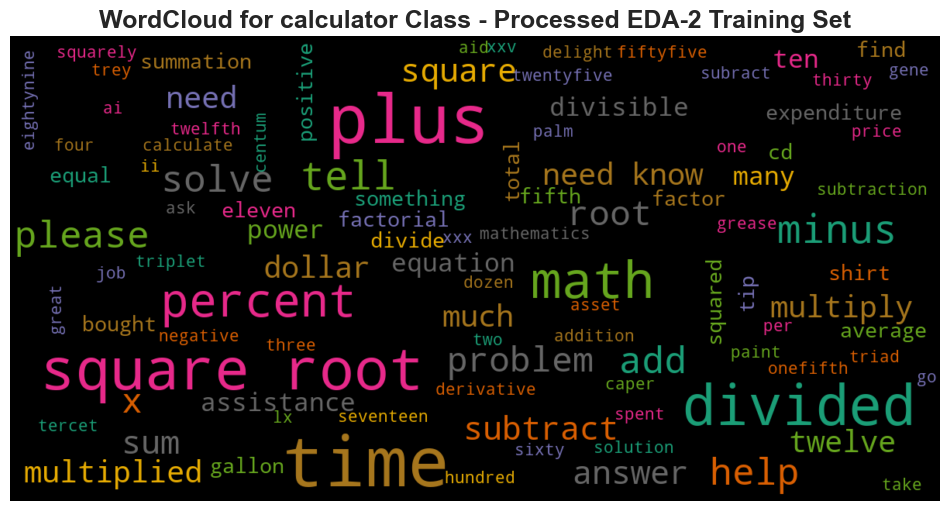 WordCloud for calculator Class - Processed EDA-2 Training Set
squarely
aid
xxv
delight
fiftyfive
find
trey
summation
square
twentyfive
subract
ten
gene
eightynine
need
positive
plus
divisible
thirty
ai
twelfth
centum
expenditure
four
calculate
palm
price
ii
total
one
cd
equal
solve
tell
need know
many
something
fifth
factor
subtraction
ask
eleven
factorial
root
please
power
divide
xxx
mathematics
grease
minus
triplet
dollar
equation
job
dozen
math
squared
tip
shirt
great
percent
asset
multiply
bought
much
per
average
negative
three
two
addition
paint
triad
square root
problem
add
onefifth
go
x
assistance
derivative
caper
divided
tercet
lx
seventeen
spent
sum
subtract
sixty
solution
twelve
multiplied
gallon
time
hundred
answer
help
take